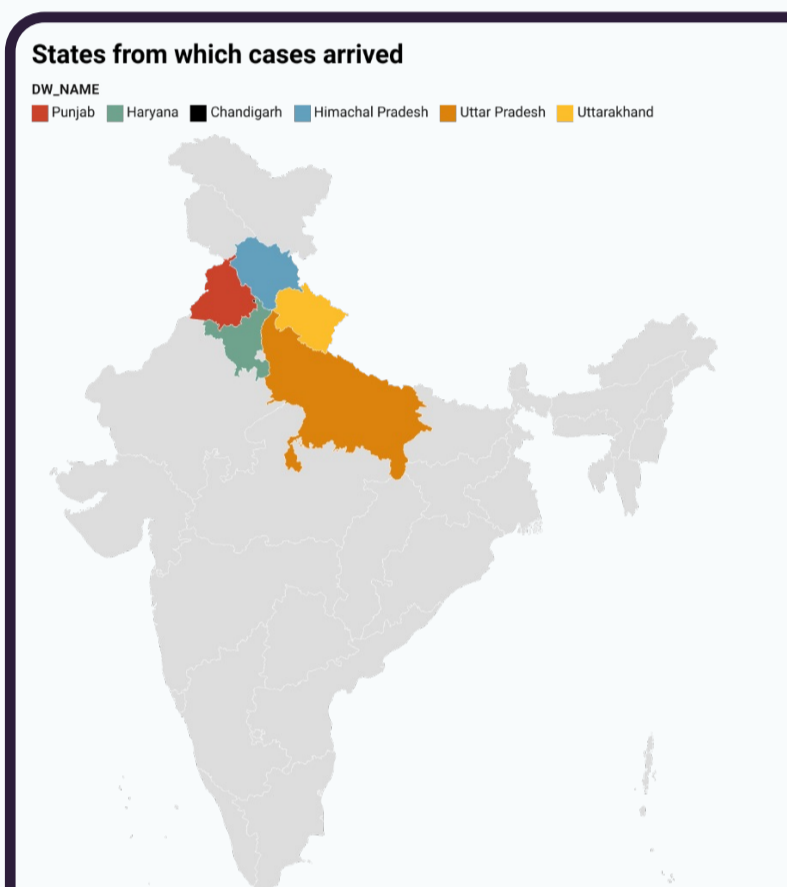 States from which cases arrived
DW_NAME
Punjab Haryana Chandigarh Himachal Pradesh Uttar Pradesh Uttarakhand